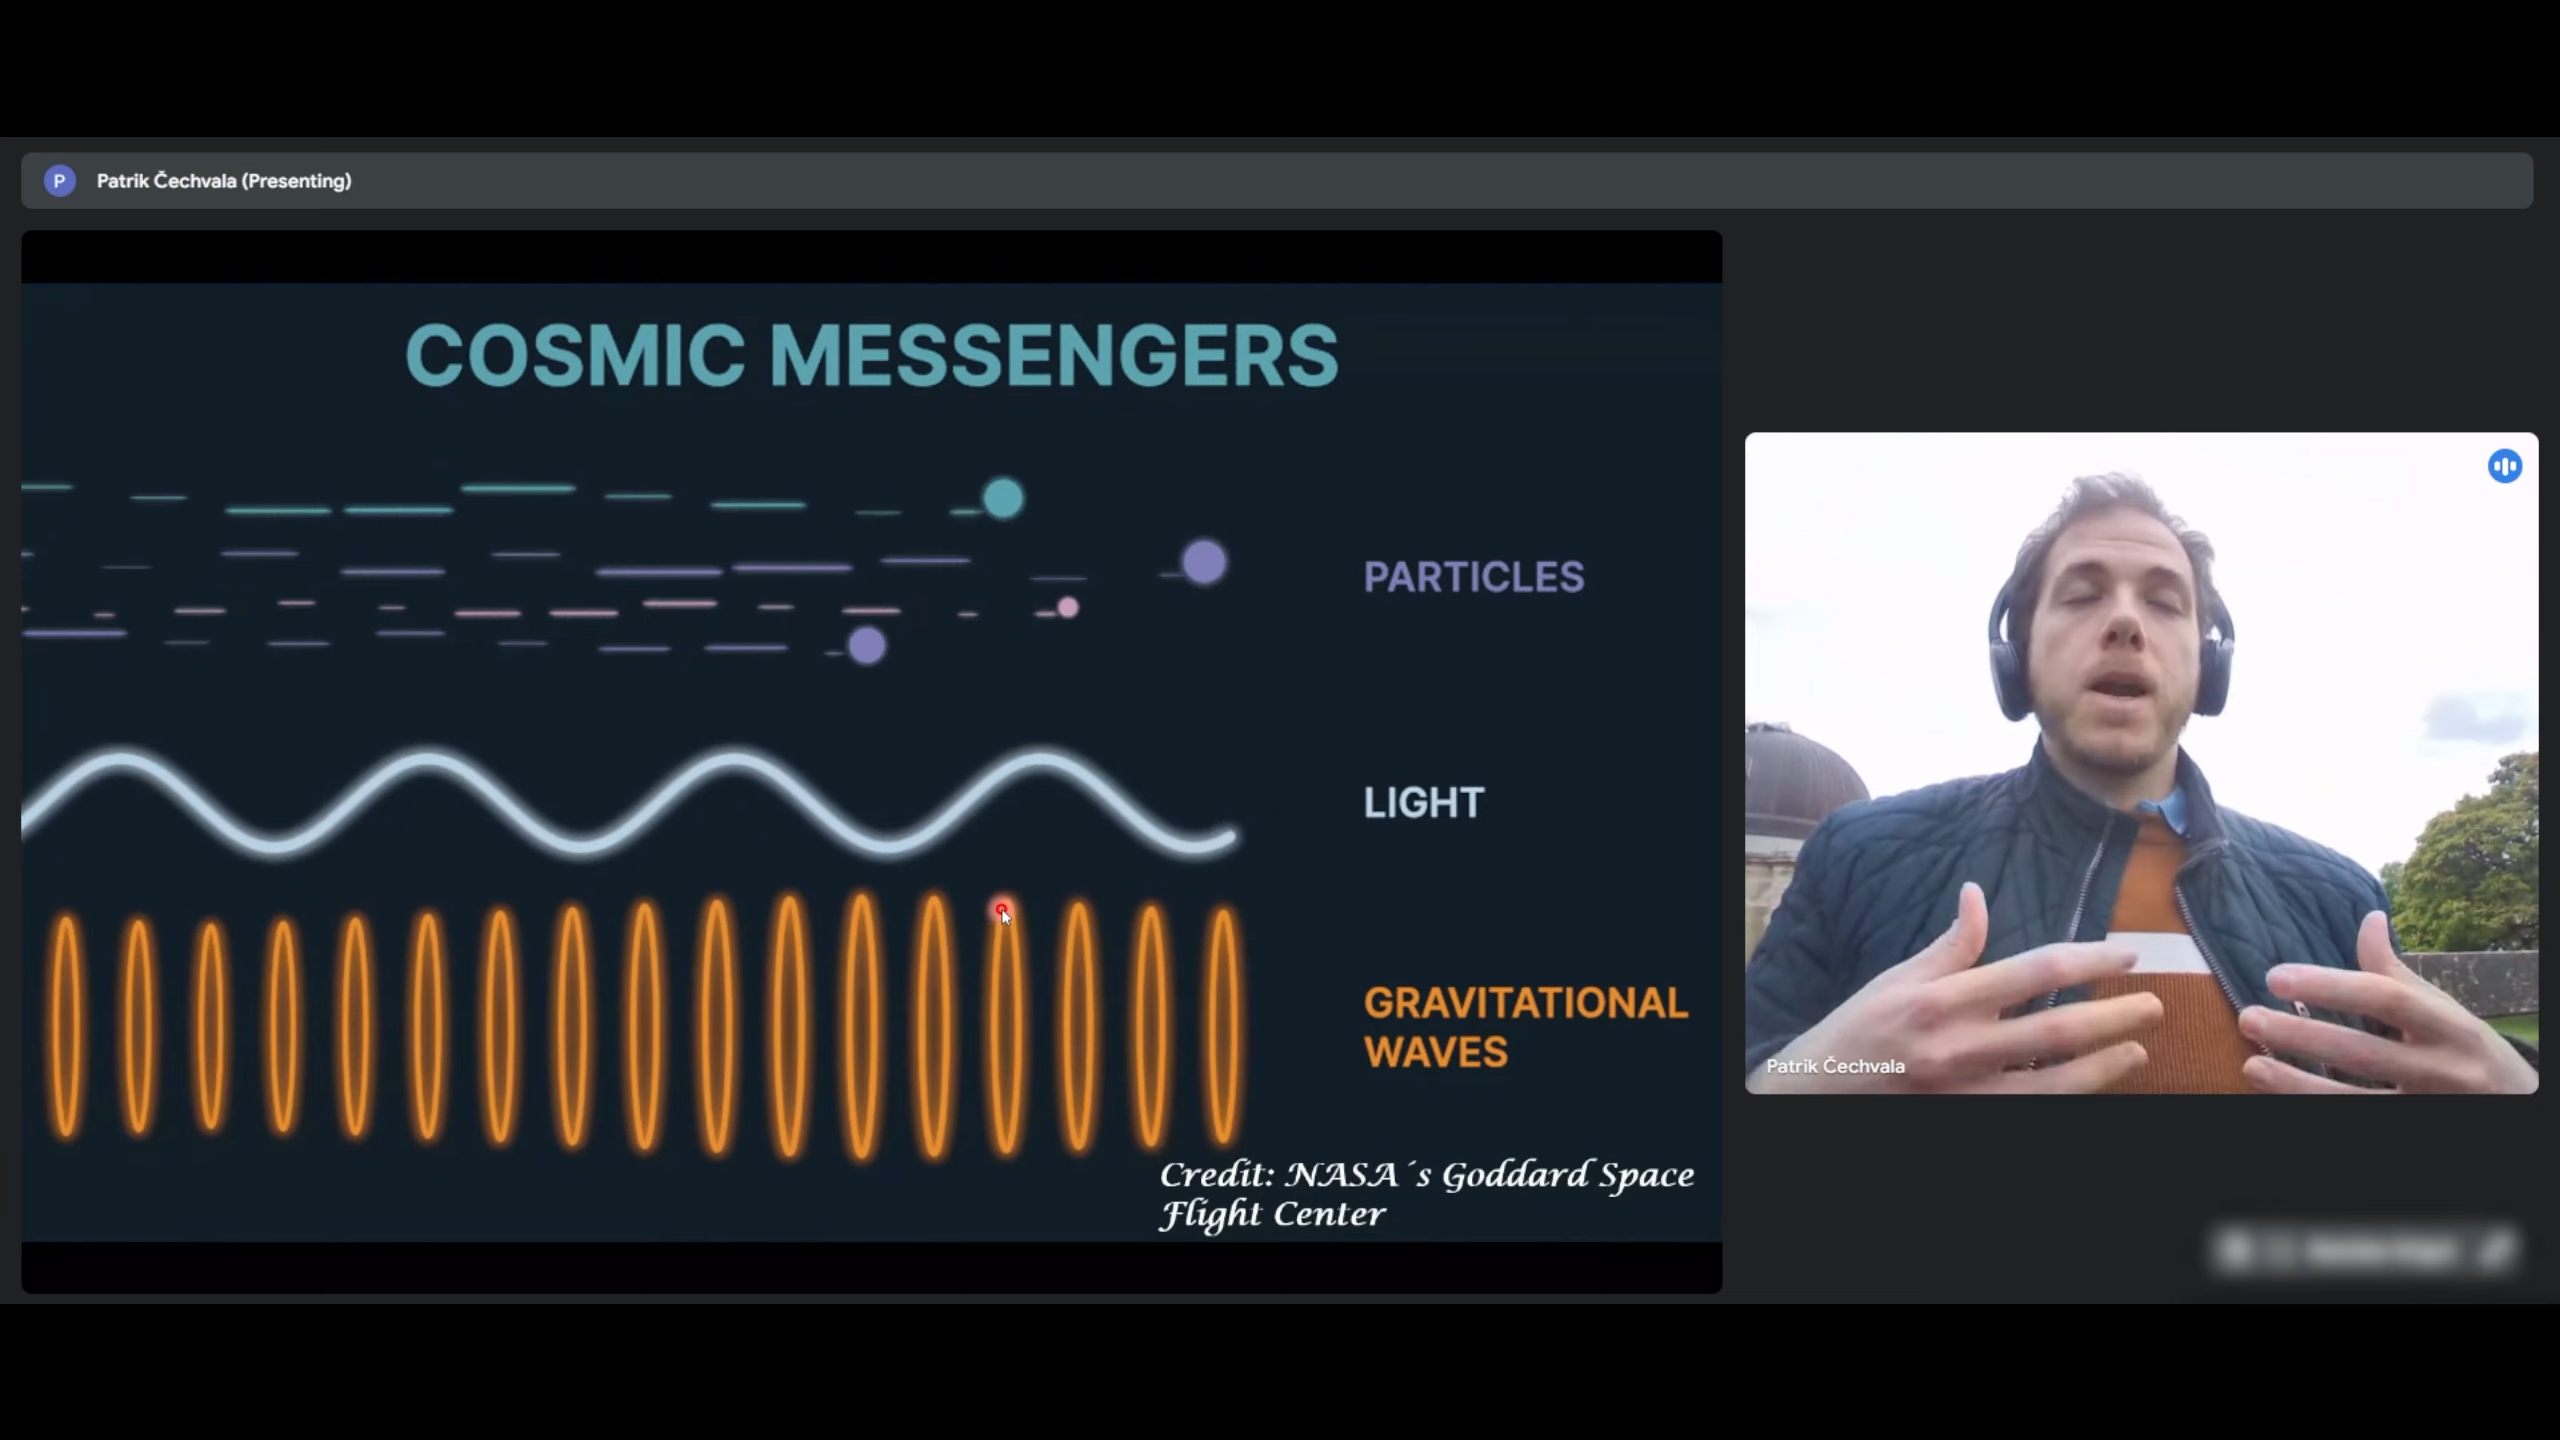 P Patrik Čechvala (Presenting)
COSMIC MESSENGERS
PARTICLES
LIGHT
GRAVITATIONAL
WAVES
Credit: NASA´s Goddard Space
Flight Center
Patrik Čechvala